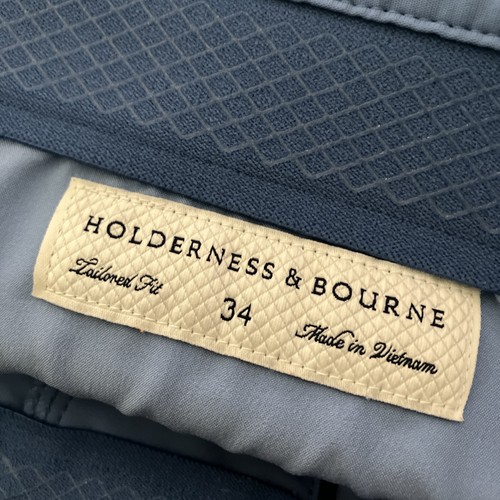 HOLDERNESS & BOURNE
Tailored Fit
34
Made in Vietnam